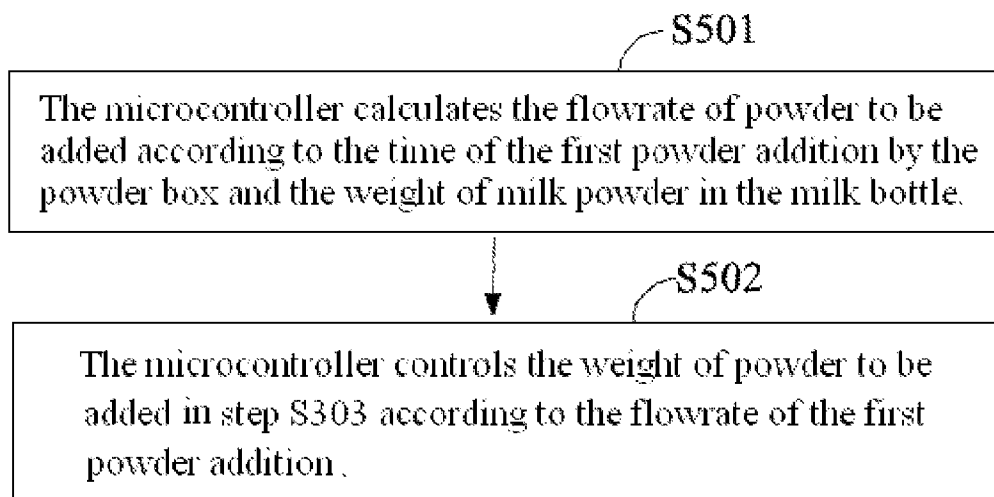 S501
The microcontroller calculates the flowrate of powder to be
added according to the time of the first powder addition by the
powder box and the weight of milk powder in the milk bottle.
S502
The microcontroller controls the weight of powder to be
added in step S303 according to the flowrate of the first
powder addition.